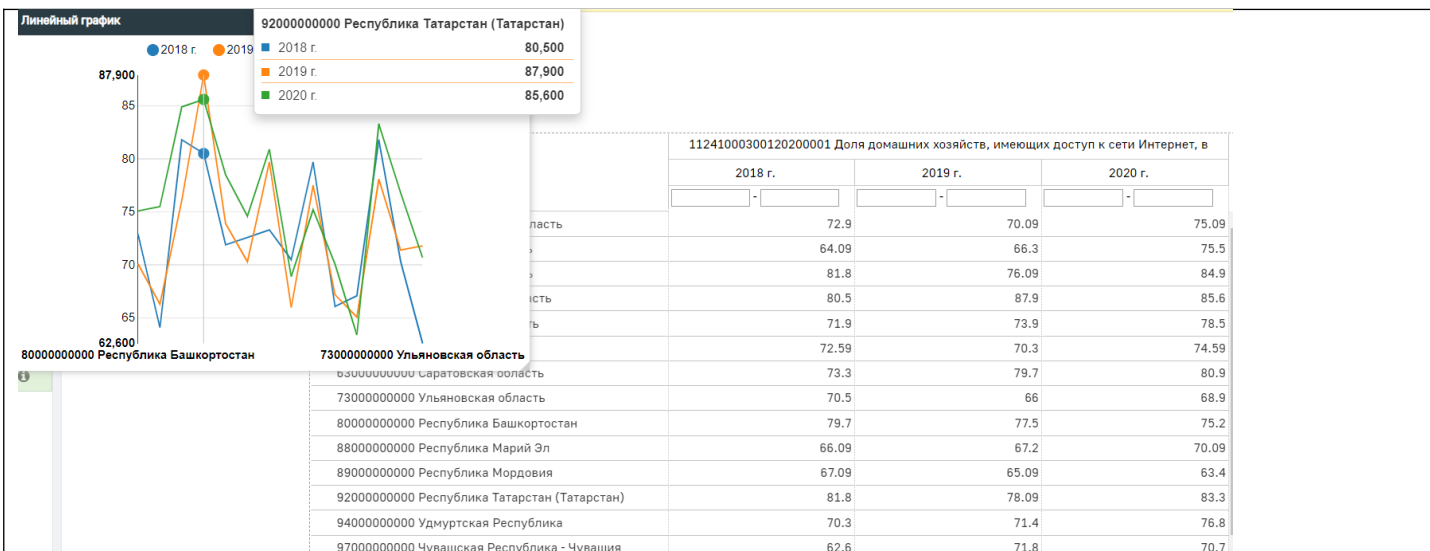 Линейный график
92000000000 Республика Татарстан (Татарстан)
2018 г. 2019
2018 г. 80,500
2019 г. 87,900
2020 г. 85,600
87,900
85
80
75
70
65
62,600
80000000000 Республика Башкортостан 73000000000 Ульяновская область
11241000300120200001 Доля домашних хозяйств, имеющих доступ к сети Интернет, в
2018 г. 2019 г. 2020 г.
- - -
ласть 72.9 70.09 75.09
64.09 66.3 75.5
81.8 76.09 84.9
сть 80.5 87.9 85.6
71.9 73.9 78.5
72.59 70.3 74.59
63000000000 Саратовская область 73.3 79.7 80.9
73000000000 Ульяновская область 70.5 66 68.9
80000000000 Республика Башкортостан 79.7 77.5 75.2
88000000000 Республика Марий Эл 66.09 67.2 70.09
89000000000 Республика Мордовия 67.09 65.09 63.4
92000000000 Республика Татарстан (Татарстан) 81.8 78.09 83.3
94000000000 Удмуртская Республика 70.3 71.4 76.8
97000000000 Чувашская Республика - Чувашия 62.6 71.8 70.7